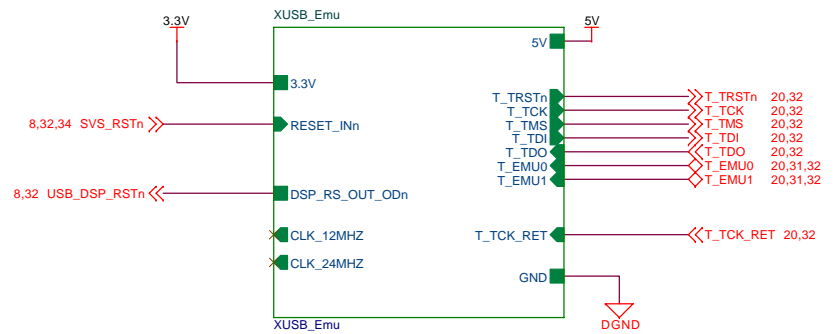 XUSB_Emu
3.3V
5V
5V
3.3V
T_TRSTn T_TRSTn 20,32
T_TCK T_TCK 20,32
8,32,34 SVS_RSTn RESET_INn T_TMS T_TMS 20,32
T_TDI T_TDI 20,32
T_TDO T_TDO 20,32
T_EMU0 T_EMU0 20,31,32
T_EMU1 T_EMU1 20,31,32
8,32 USB_DSP_RSTn DSP_RS_OUT_ODn
CLK_12MHZ T_TCK_RET T_TCK_RET 20,32
CLK_24MHZ
GND
XUSB_Emu
DGND